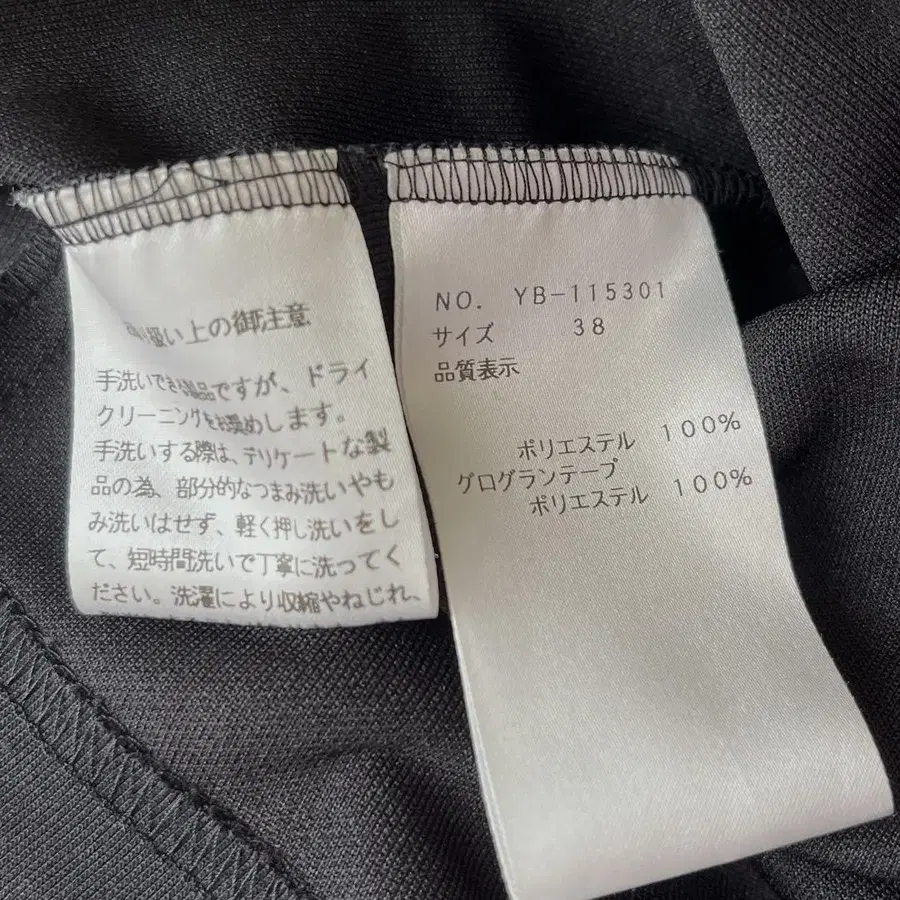 取扱い上の御注意
手洗いできる製品ですが、ドライ
クリーニングをお奨めします。
手洗いする際は、デリケートな製
品の為、部分的なつまみ洗いやも
み洗いはせず、軽く押し洗いをし
て、短時間洗いで丁寧に洗ってく
ださい。洗濯により収縮やねじれ、
NO. YB-115301
サイズ 38
品質表示
ポリエステル 100%
グログランテープ
ポリエステル 100%